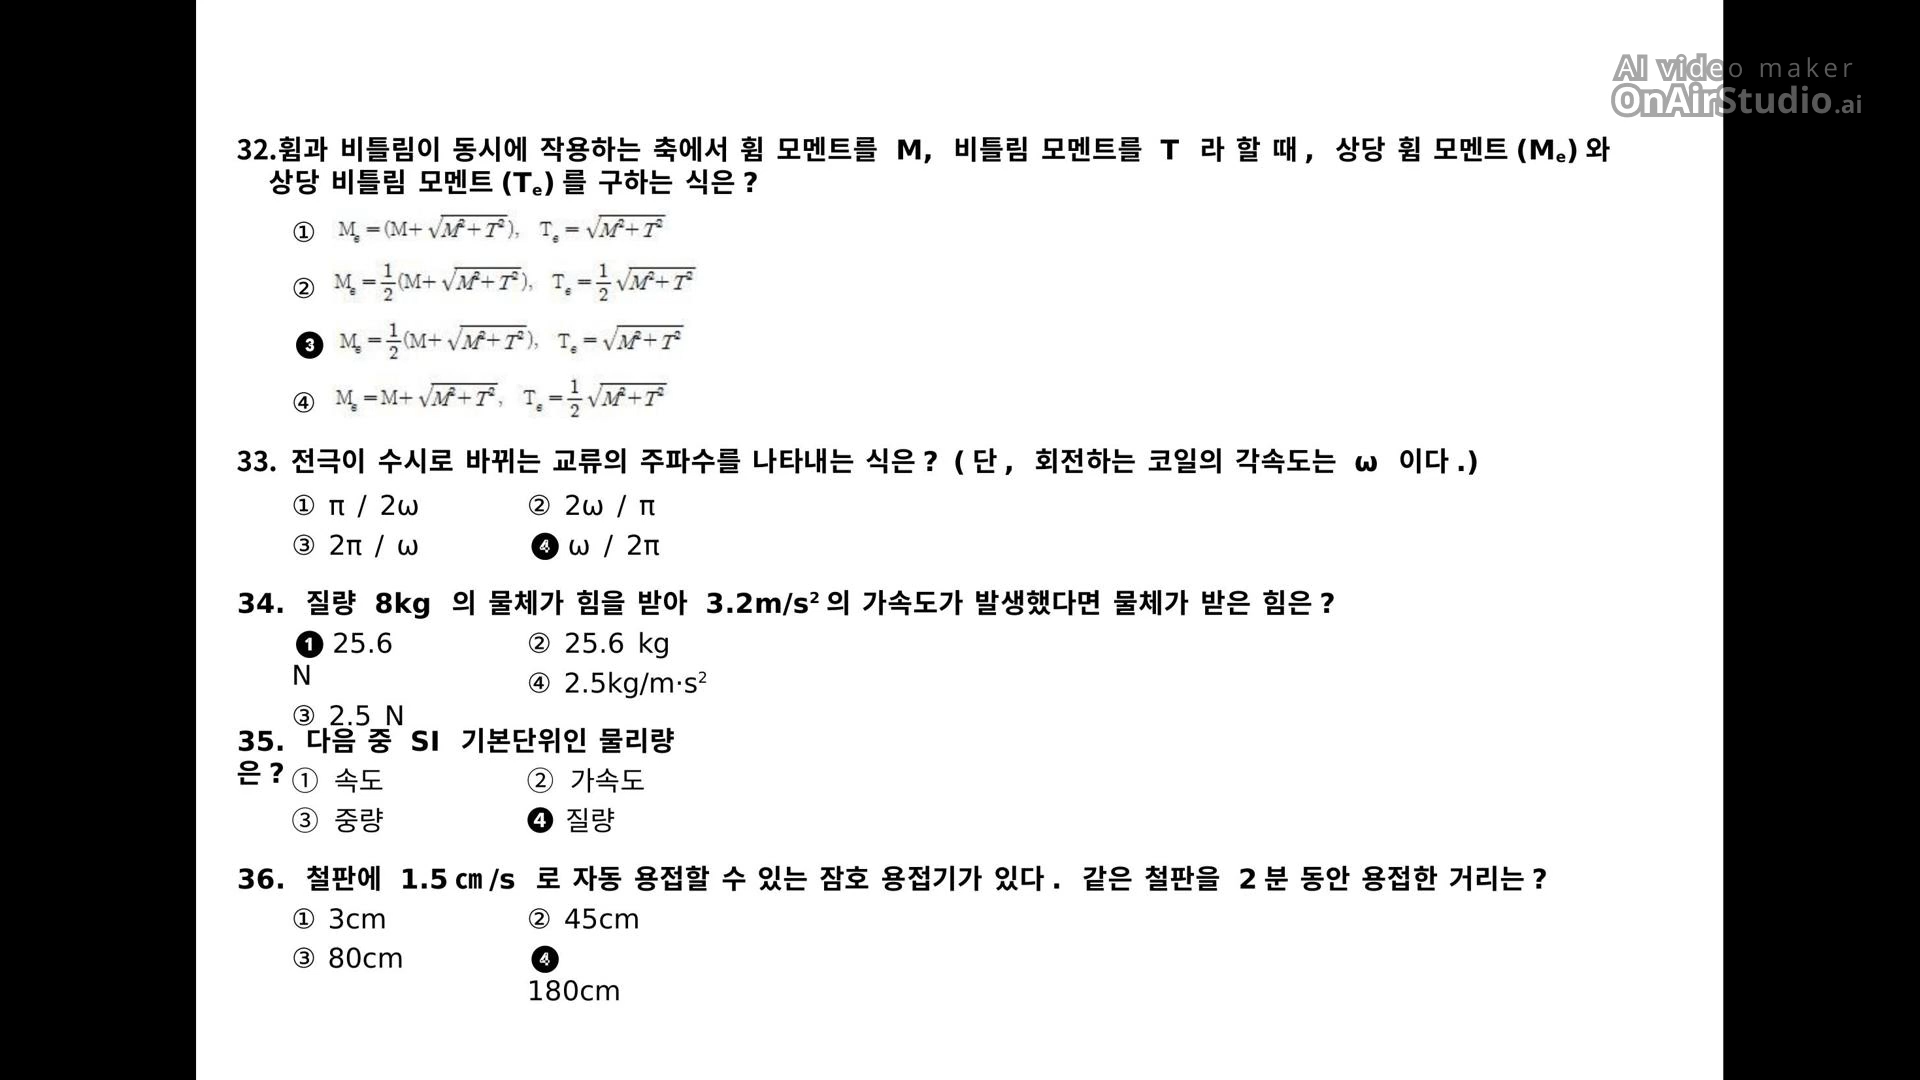 AI video maker
OnAirStudio.ai
32.휨과 비틀림이 동시에 작용하는 축에서 휨 모멘트를 M, 비틀림 모멘트를 T 라 할 때, 상당 휨 모멘트(Mₑ)와
상당 비틀림 모멘트(Tₑ)를 구하는 식은?
① Mₑ=(M+√(M²+T²)), Tₑ=√(M²+T²)
② Mₑ=1/2(M+√(M²+T²)), Tₑ=1/2√(M²+T²)
❸ Mₑ=1/2(M+√(M²+T²)), Tₑ=√(M²+T²)
④ Mₑ=M+√(M²+T²), Tₑ=1/2√(M²+T²)
33. 전극이 수시로 바뀌는 교류의 주파수를 나타내는 식은? (단, 회전하는 코일의 각속도는 ω 이다.)
① π / 2ω ② 2ω / π
③ 2π / ω ❹ ω / 2π
34. 질량 8kg 의 물체가 힘을 받아 3.2m/s²의 가속도가 발생했다면 물체가 받은 힘은?
❶ 25.6 ② 25.6 kg
N
④ 2.5kg/m·s²
③ 2.5 N
35. 다음 중 SI 기본단위인 물리량
은?
① 속도 ② 가속도
③ 중량 ❹ 질량
36. 철판에 1.5㎝/s 로 자동 용접할 수 있는 잠호 용접기가 있다. 같은 철판을 2분 동안 용접한 거리는?
① 3cm ② 45cm
③ 80cm ❹
180cm